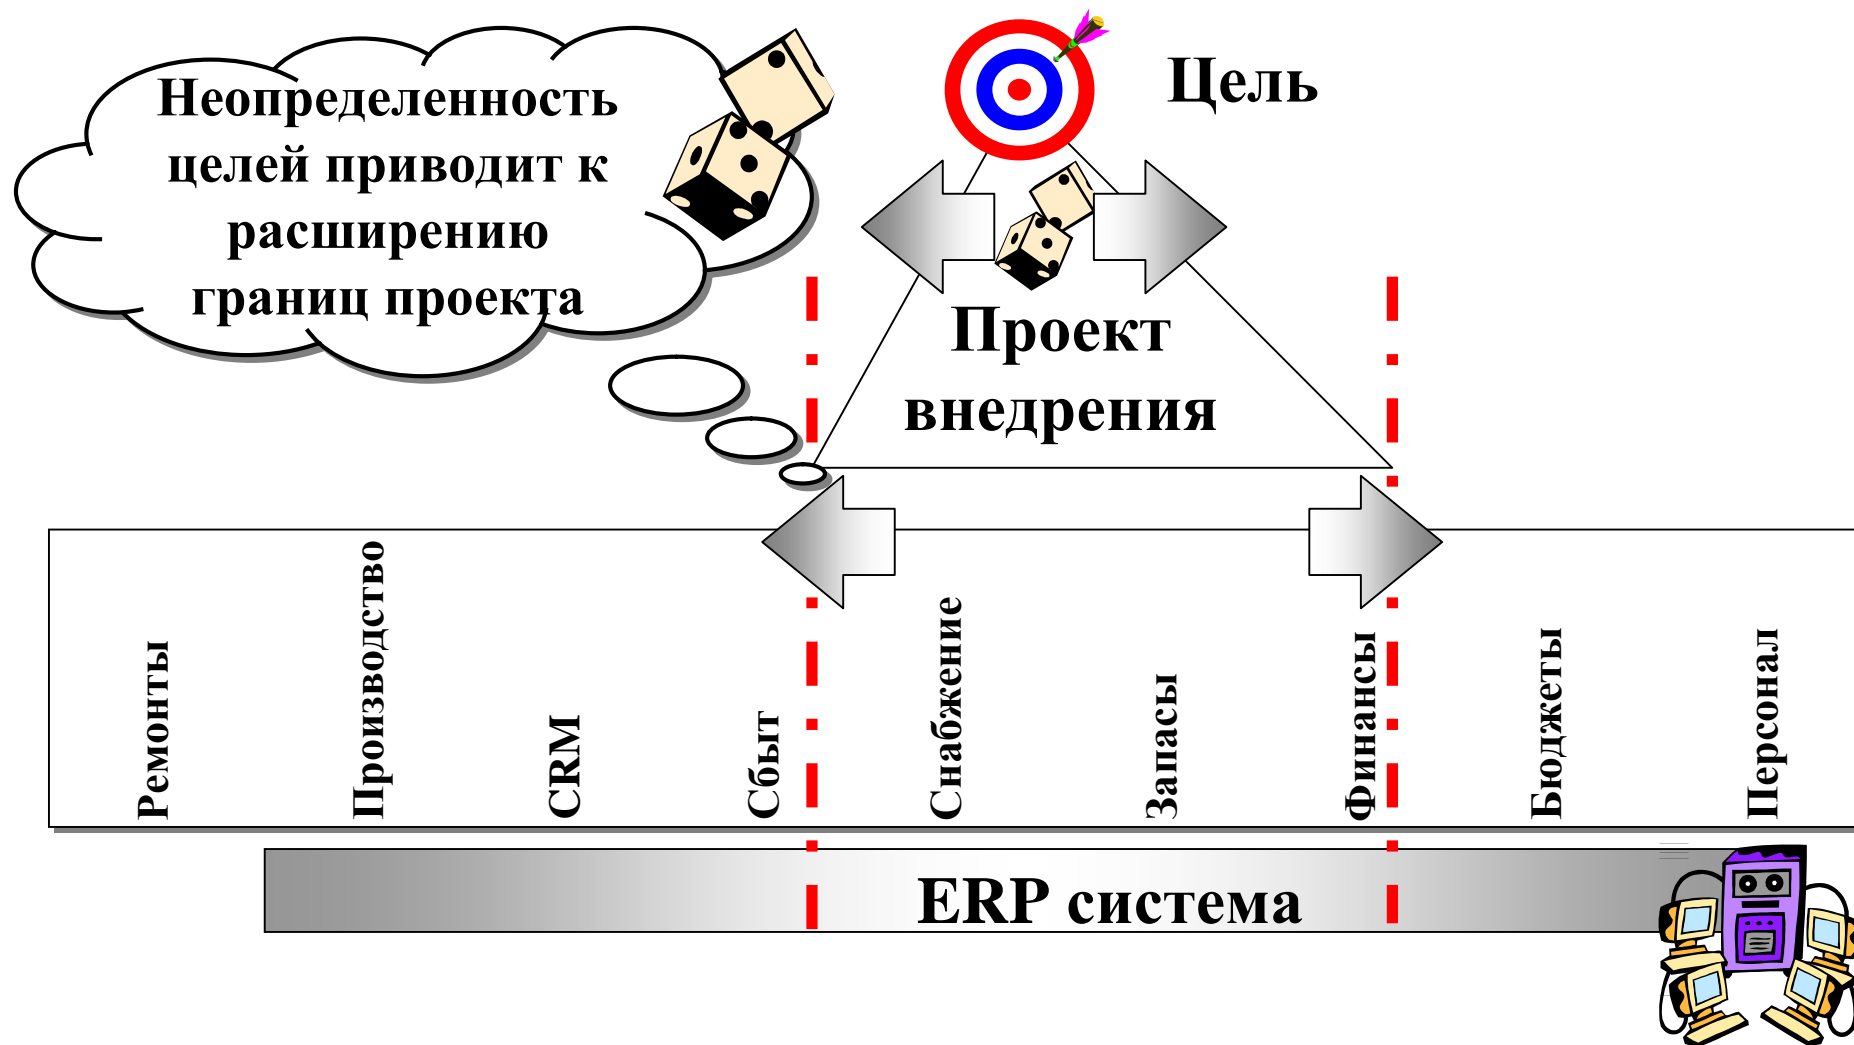 Неопределенность
целей приводит к
расширению
границ проекта
Цель
Проект
внедрения
Ремонты
Производство
CRM
Сбыт
Снабжение
Запасы
Финансы
Бюджеты
Персонал
ERP система